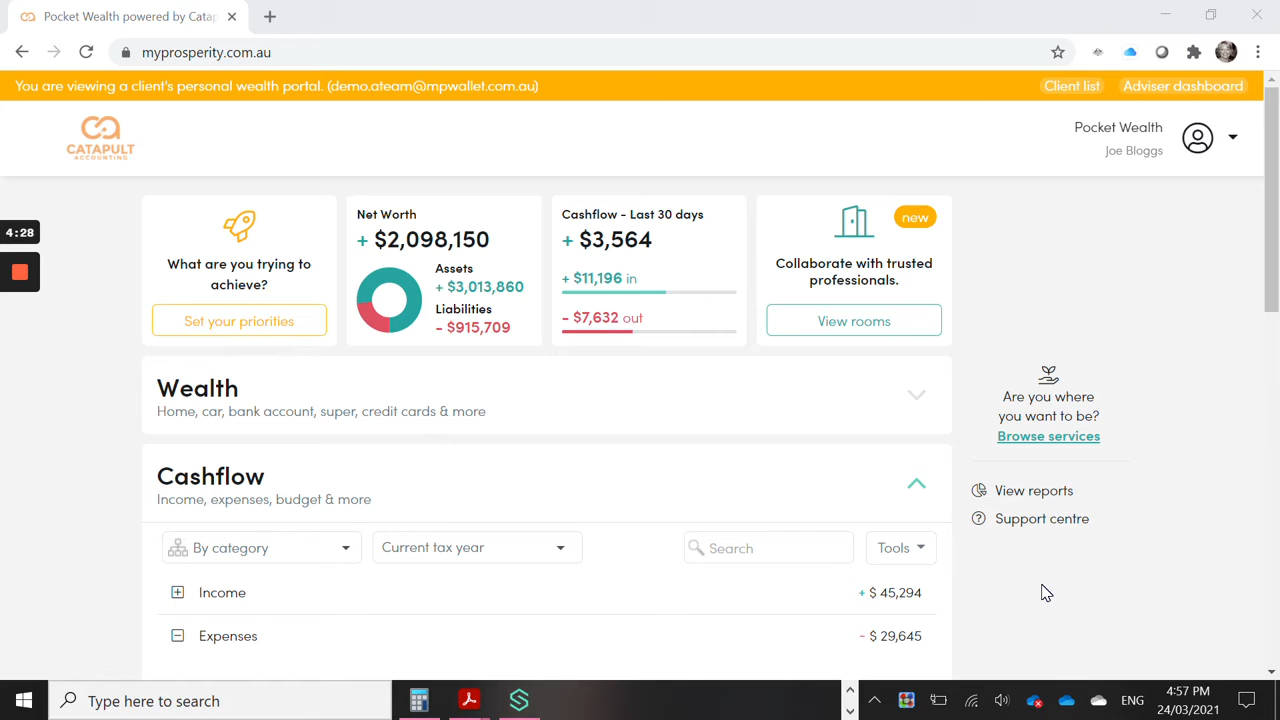 Pocket Wealth powered by Catap
myprosperity.com.au
You are viewing a client's personal wealth portal. (demo.ateam@mpwallet.com.au)
Client list
Adviser dashboard
CATAPULT
ACCOUNTING
Pocket Wealth
Joe Bloggs
4:28
What are you trying to
achieve?
Set your priorities
Net Worth
+ $2,098,150
Assets
+ $3,013,860
Liabilities
- $915,709
Cashflow - Last 30 days
+ $3,564
+ $11,196 in
- $7,632 out
new
Collaborate with trusted
professionals.
View rooms
Wealth
Home, car, bank account, super, credit cards & more
Are you where
you want to be?
Browse services
View reports
Support centre
Cashflow
Income, expenses, budget & more
By category
Current tax year
Search
Tools
Income
+ $ 45,294
Expenses
- $ 29,645
Type here to search
ENG
4:57 PM
24/03/2021